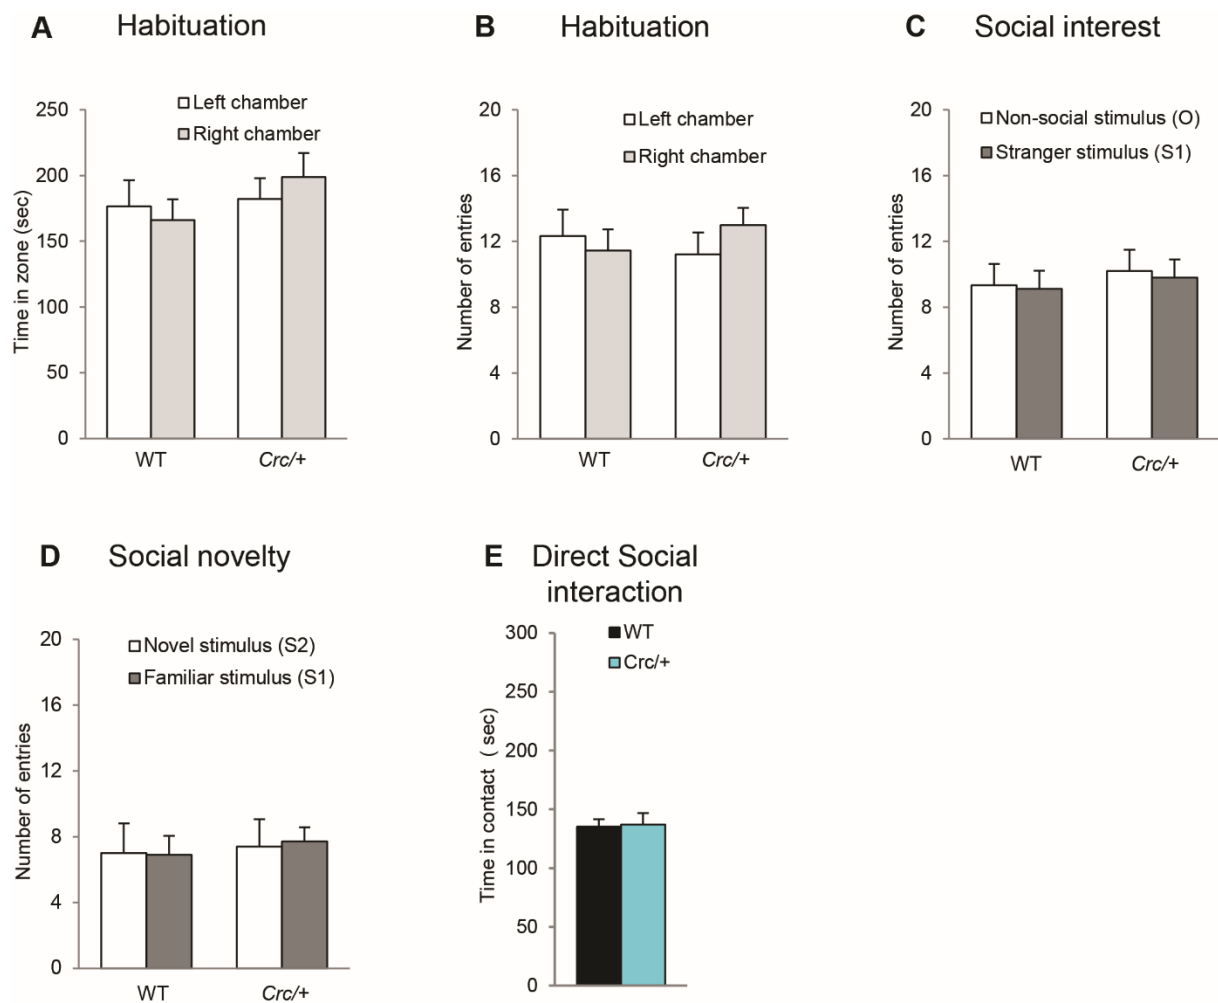 A Habituation
250
200
150
100
50
0
Time in zone (sec)
Left chamber
Right chamber
WT
Crc/+
B Habituation
20
16
12
8
4
0
Number of entries
Left chamber
Right chamber
WT
Crc/+
C Social interest
20
16
12
8
4
0
Number of entries
Non-social stimulus (O)
Stranger stimulus (S1)
WT
Crc/+
D Social novelty
20
16
12
8
4
0
Number of entries
Novel stimulus (S2)
Familiar stimulus (S1)
WT
Crc/+
E Direct Social
interaction
300
250
200
150
100
50
0
Time in contact ( sec)
WT
Crc/+